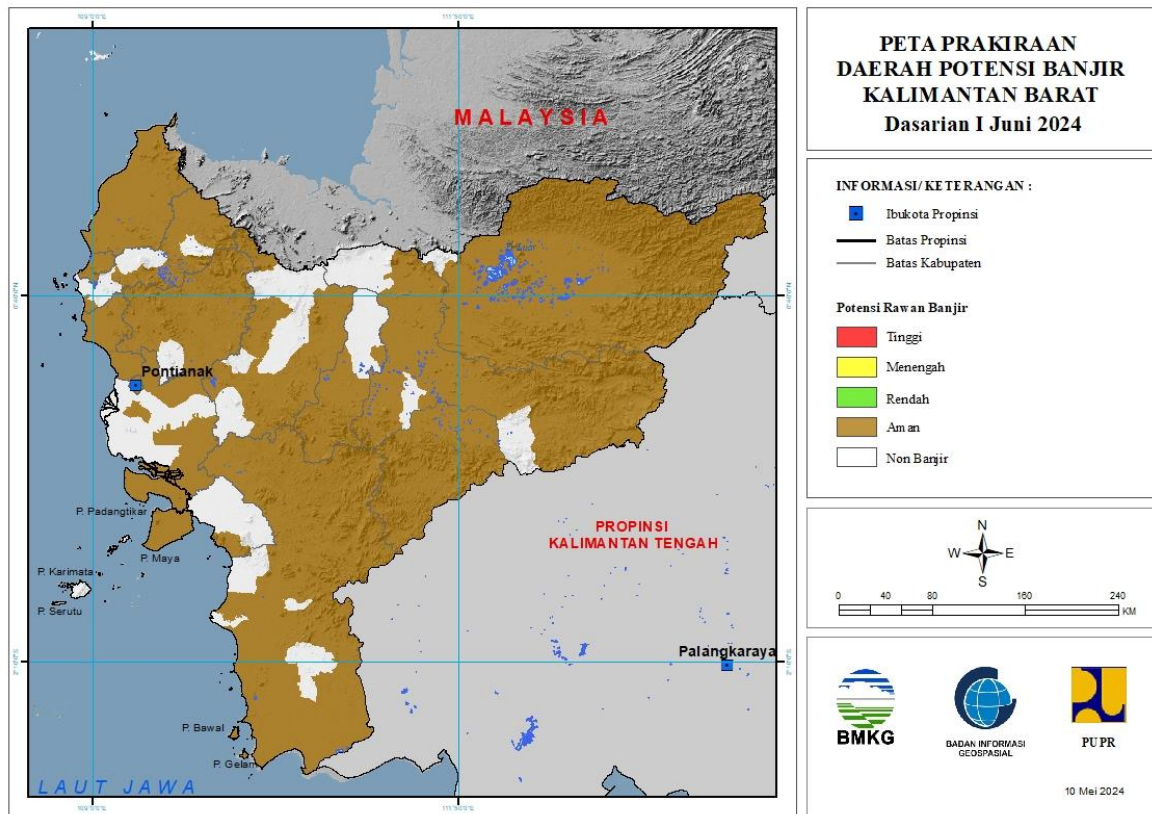 PETA PRAKIRAAN
DAERAH POTENSI BANJIR
KALIMANTAN BARAT
Dasarian I Juni 2024
INFORMASI/ KETERANGAN :
Ibukota Propinsi
Batas Propinsi
Batas Kabupaten
Potensi Rawan Banjir
Tinggi
Menengah
Rendah
Aman
Non Banjir
N
W E
S
0 40 80 160 240
KM
BMKG
BADAN INFORMASI
GEOSPASIAL
PUPR
10 Mei 2024
MALAYSIA
Pontianak
P. Padangtikar
P. Maya
P. Karimata
P. Serutu
PROPINSI
KALIMANTAN TENGAH
Palangkaraya
P. Bawal
P. Gelam
LAUT JAWA